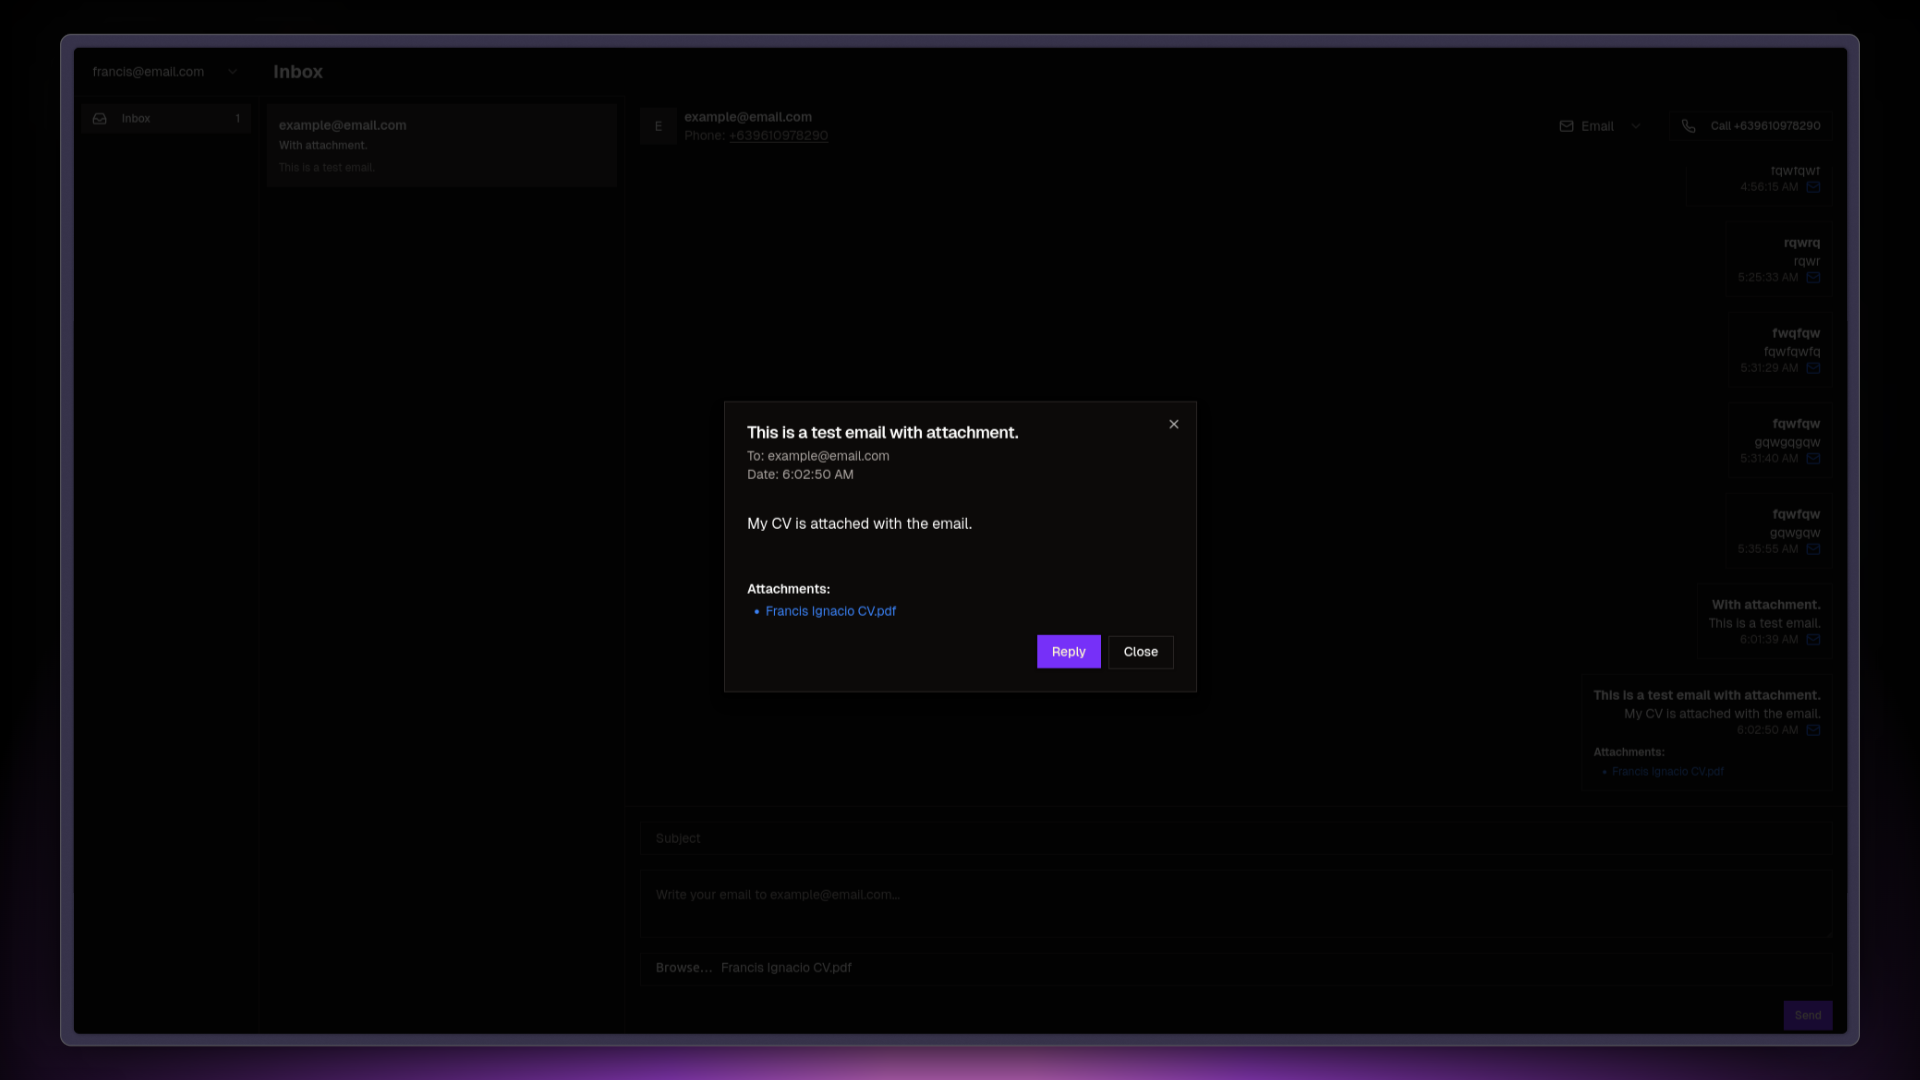 francis@email.com
Inbox
Inbox 1
example@email.com
With attachment.
This is a test email.
E
example@email.com
Phone: +639610978290
Email
Call +639610978290
fqwfqwf
4:56:15 AM
rqwrq
rqwr
5:25:33 AM
fwqfqw
fqwfqwfq
5:31:29 AM
fqwfqw
gqwgqgqw
5:31:40 AM
fqwfqw
gqwgqw
5:35:55 AM
With attachment.
This is a test email.
6:01:39 AM
This is a test email with attachment.
My CV is attached with the email.
6:02:50 AM
Attachments:
• Francis Ignacio CV.pdf
This is a test email with attachment.
To: example@email.com
Date: 6:02:50 AM
My CV is attached with the email.
Attachments:
• Francis Ignacio CV.pdf
Reply
Close
Subject
Write your email to example@email.com...
Browse... Francis Ignacio CV.pdf
Send